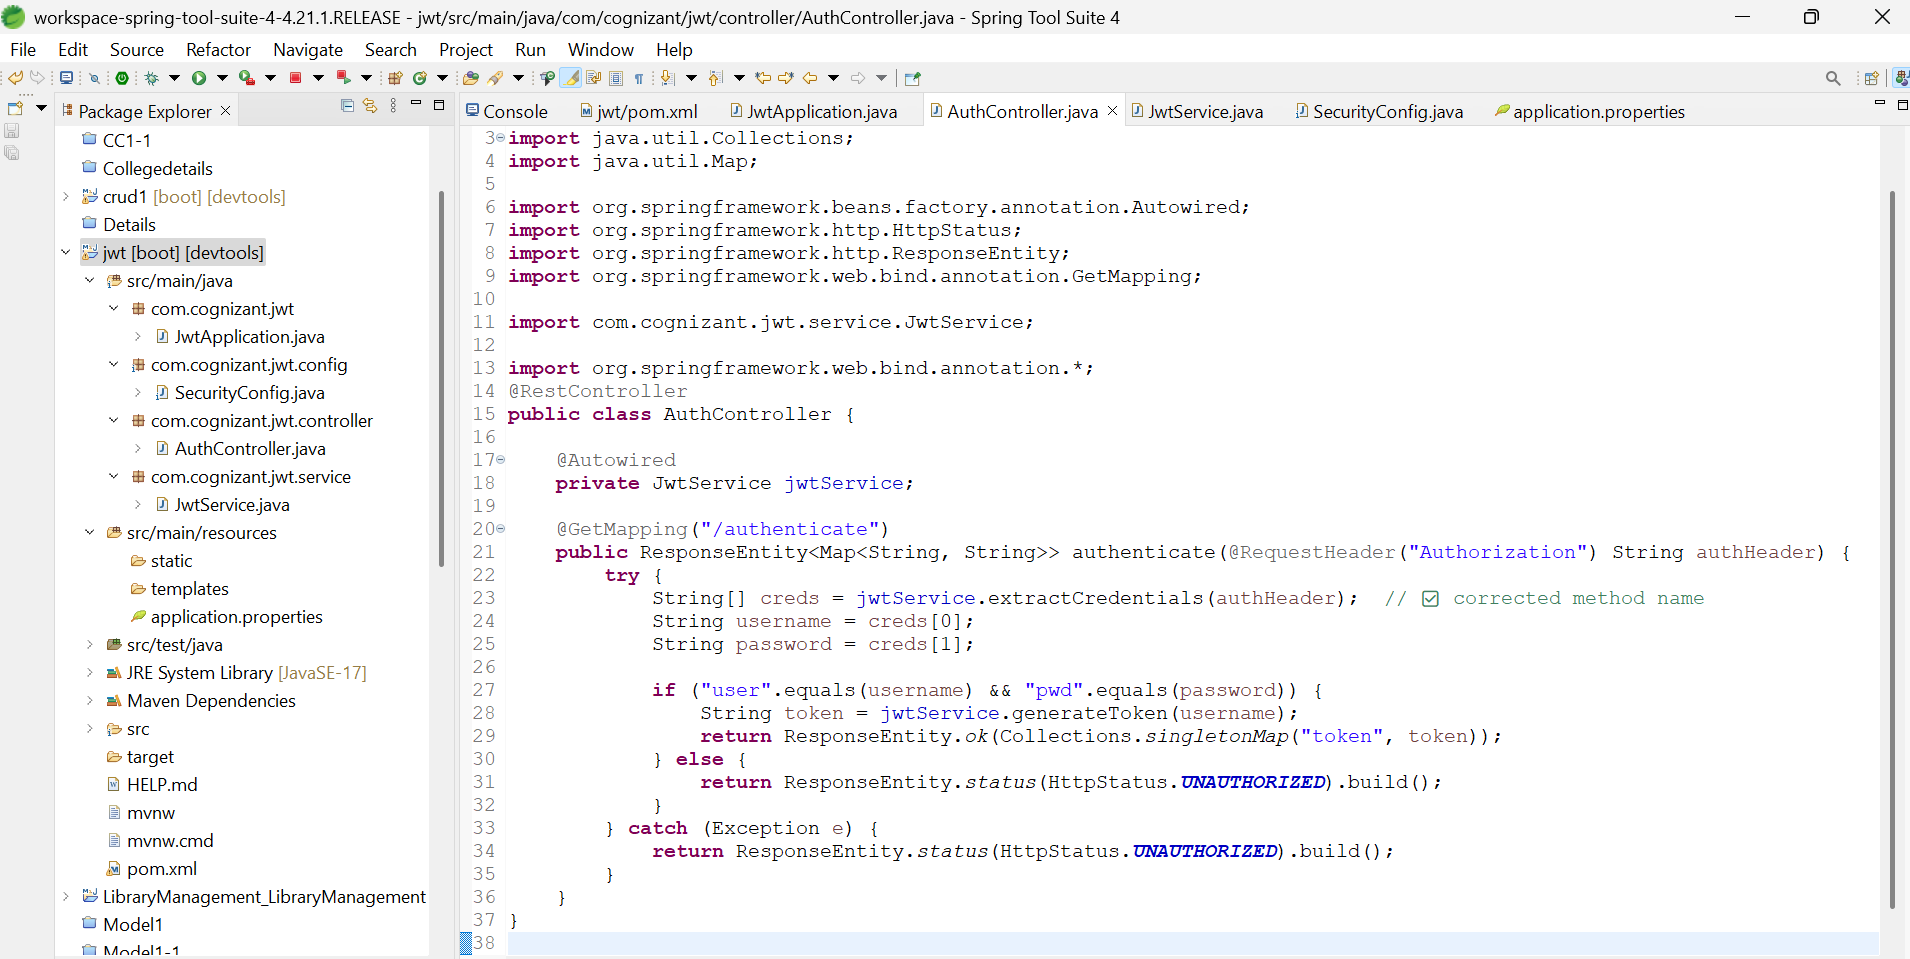 workspace-spring-tool-suite-4-4.21.1.RELEASE - jwt/src/main/java/com/cognizant/jwt/controller/AuthController.java - Spring Tool Suite 4
File Edit Source Refactor Navigate Search Project Run Window Help
Package Explorer
CC1-1
Collegedetails
crud1 [boot] [devtools]
Details
jwt [boot] [devtools]
src/main/java
com.cognizant.jwt
JwtApplication.java
com.cognizant.jwt.config
SecurityConfig.java
com.cognizant.jwt.controller
AuthController.java
com.cognizant.jwt.service
JwtService.java
src/main/resources
static
templates
application.properties
src/test/java
JRE System Library [JavaSE-17]
Maven Dependencies
src
target
HELP.md
mvnw
mvnw.cmd
pom.xml
LibraryManagement_LibraryManagement
Model1
Model1-1
Console jwt/pom.xml JwtApplication.java AuthController.java JwtService.java SecurityConfig.java application.properties
3 import java.util.Collections;
4 import java.util.Map;
5
6 import org.springframework.beans.factory.annotation.Autowired;
7 import org.springframework.http.HttpStatus;
8 import org.springframework.http.ResponseEntity;
9 import org.springframework.web.bind.annotation.GetMapping;
10
11 import com.cognizant.jwt.service.JwtService;
12
13 import org.springframework.web.bind.annotation.*;
14 @RestController
15 public class AuthController {
16
17     @Autowired
18     private JwtService jwtService;
19
20     @GetMapping("/authenticate")
21     public ResponseEntity<Map<String, String>> authenticate(@RequestHeader("Authorization") String authHeader) {
22         try {
23             String[] creds = jwtService.extractCredentials(authHeader);  // ☑ corrected method name
24             String username = creds[0];
25             String password = creds[1];
26
27             if ("user".equals(username) && "pwd".equals(password)) {
28                 String token = jwtService.generateToken(username);
29                 return ResponseEntity.ok(Collections.singletonMap("token", token));
30             } else {
31                 return ResponseEntity.status(HttpStatus.UNAUTHORIZED).build();
32             }
33         } catch (Exception e) {
34             return ResponseEntity.status(HttpStatus.UNAUTHORIZED).build();
35         }
36     }
37 }
38